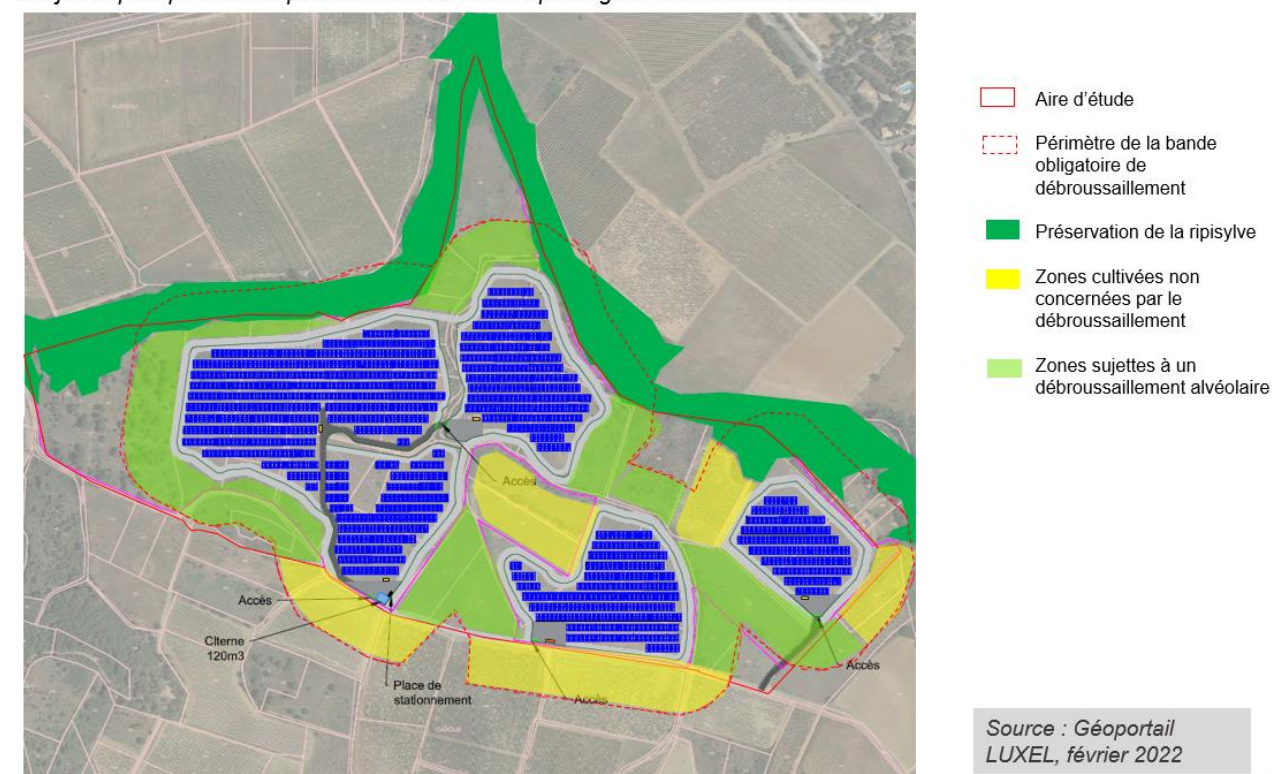 Aire d'étude
Périmètre de la bande
obligatoire de
débroussaillement
Préservation de la ripisylve
Zones cultivées non
concernées par le
débroussaillement
Zones sujettes à un
débroussaillement alvéolaire
Accès
Accès
Citerne
120m3
Place de
stationnement
Accès
Accès
Source : Géoportail
LUXEL, février 2022